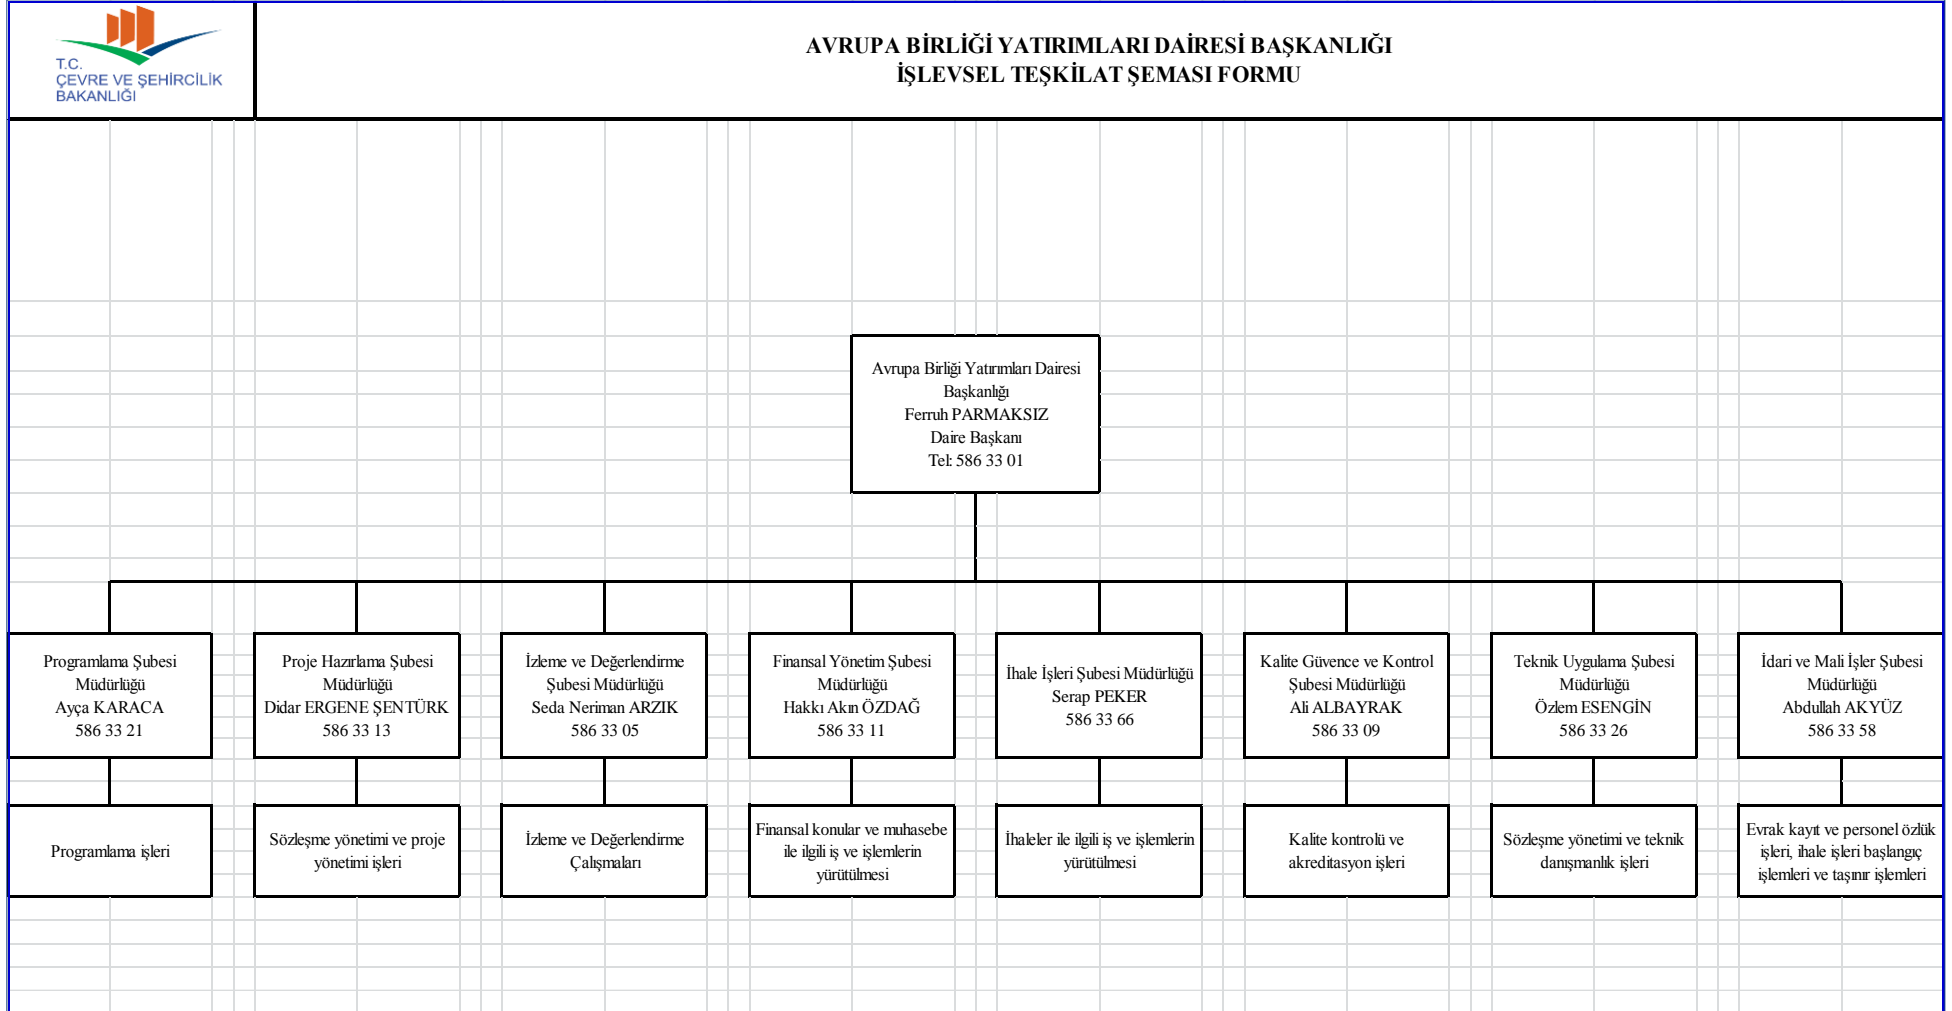 T.C.
ÇEVRE VE ŞEHİRCİLİK
BAKANLIĞI
AVRUPA BİRLİĞİ YATIRIMLARI DAİRESİ BAŞKANLIĞI
İŞLEVSEL TEŞKİLAT ŞEMASI FORMU
Avrupa Birliği Yatırımları Dairesi
Başkanlığı
Ferruh PARMAKSIZ
Daire Başkanı
Tel: 586 33 01
Programlama Şubesi
Müdürlüğü
Ayça KARACA
586 33 21
Proje Hazırlama Şubesi
Müdürlüğü
Didar ERGENE ŞENTÜRK
586 33 13
İzleme ve Değerlendirme
Şubesi Müdürlüğü
Seda Neriman ARZIK
586 33 05
Finansal Yönetim Şubesi
Müdürlüğü
Hakkı Akın ÖZDAĞ
586 33 11
İhale İşleri Şubesi Müdürlüğü
Serap PEKER
586 33 66
Kalite Güvence ve Kontrol
Şubesi Müdürlüğü
Ali ALBAYRAK
586 33 09
Teknik Uygulama Şubesi
Müdürlüğü
Özlem ESENGİN
586 33 26
İdari ve Mali İşler Şubesi
Müdürlüğü
Abdullah AKYÜZ
586 33 58
Programlama işleri
Sözleşme yönetimi ve proje
yönetimi işleri
İzleme ve Değerlendirme
Çalışmaları
Finansal konular ve muhasebe
ile ilgili iş ve işlemlerin
yürütülmesi
İhaleler ile ilgili iş ve işlemlerin
yürütülmesi
Kalite kontrolü ve
akreditasyon işleri
Sözleşme yönetimi ve teknik
danışmanlık işleri
Evrak kayıt ve personel özlük
işleri, ihale işleri başlangıç
işlemleri ve taşınır işlemleri